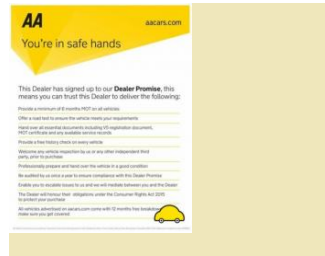 AA
aacars.com
You're in safe hands
This Dealer has signed up to our Dealer Promise, this
means you can trust this Dealer to deliver the following:
Provide a minimum of 6 months MOT on all vehicles
Offer a road test to ensure the vehicle meets your requirements
Hand over all essential documents including V5 registration document,
MOT certificate and any available service records
Provide a free history check on every vehicle
Welcome any vehicle inspection by us or any other independent third
party, prior to purchase
Professionally prepare and hand over the vehicle in a good condition
Be audited by us once a year to ensure compliance with this Dealer Promise
Enable you to escalate issues to us and we will mediate between you and the Dealer
The Dealer will honour their obligations under the Consumer Rights Act 2015
to protect your purchase
All vehicles advertised on aacars.com come with 12 months free breakdown
make sure you get covered